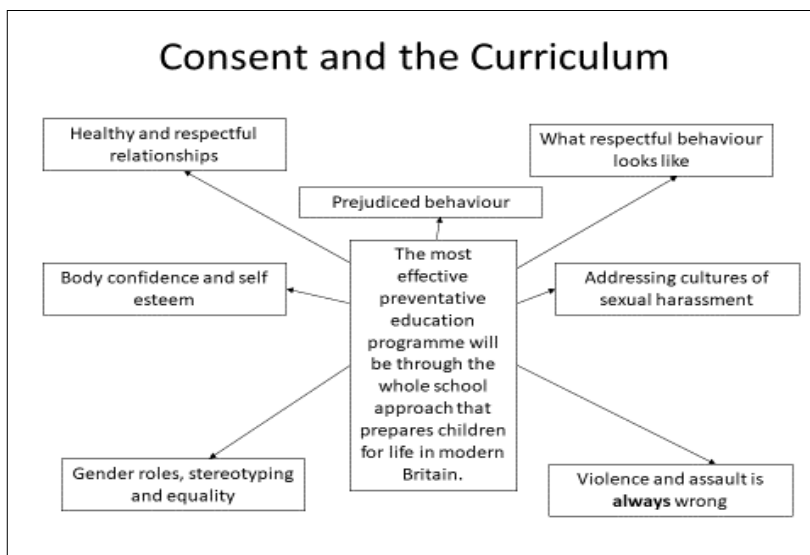 Consent and the Curriculum
Healthy and respectful
relationships
What respectful behaviour
looks like
Prejudiced behaviour
Body confidence and self
esteem
The most
effective
preventative
education
programme will
be through the
whole school
approach that
prepares children
for life in modern
Britain.
Addressing cultures of
sexual harassment
Gender roles, stereotyping
and equality
Violence and assault is
always wrong